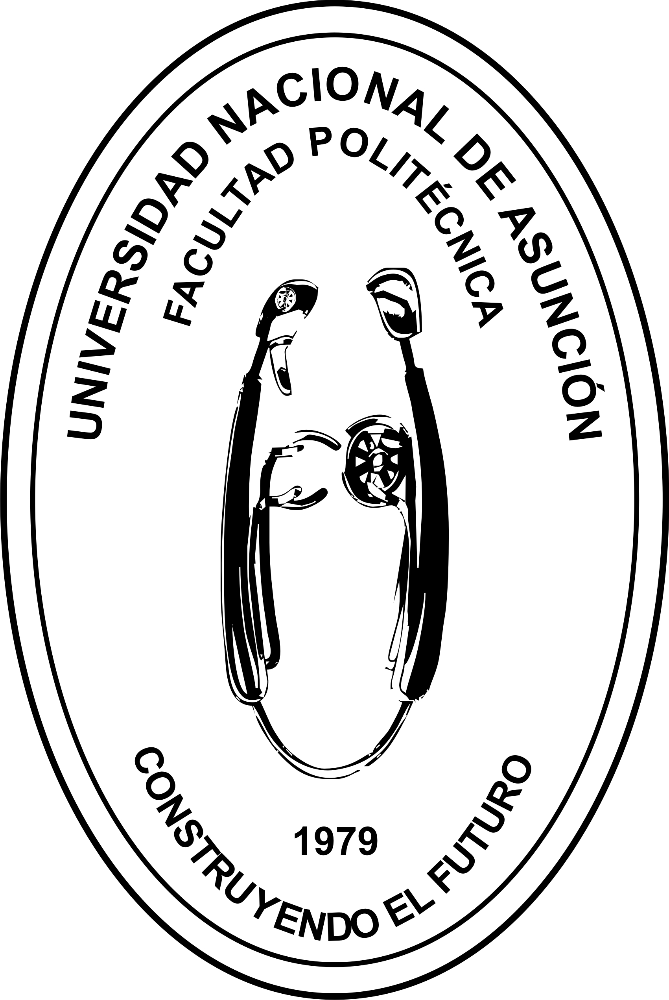 UNIVERSIDAD NACIONAL DE ASUNCIÓN
FACULTAD POLITÉCNICA
1979
CONSTRUYENDO EL FUTURO